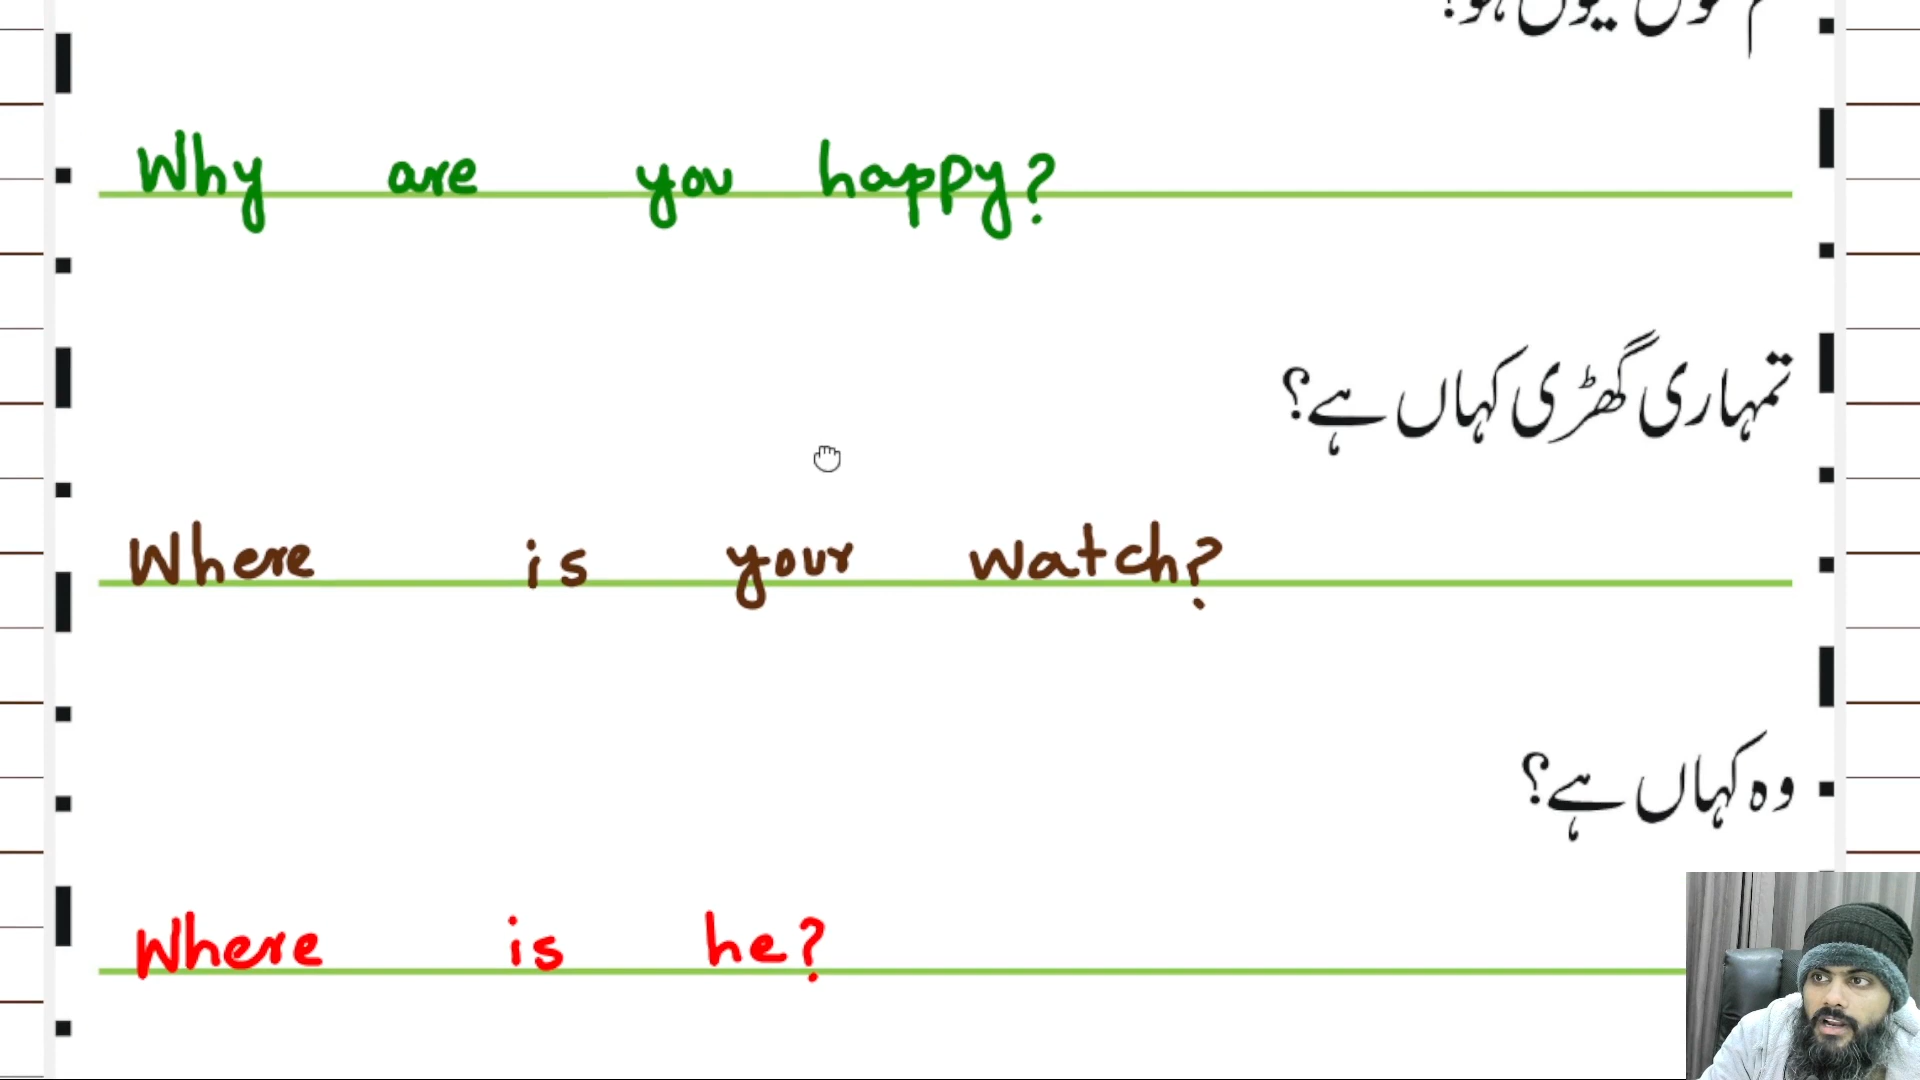 Why are you happy?
تمہاری گھڑی کہاں ہے؟
Where is your watch?
وہ کہاں ہے؟
Where is he?